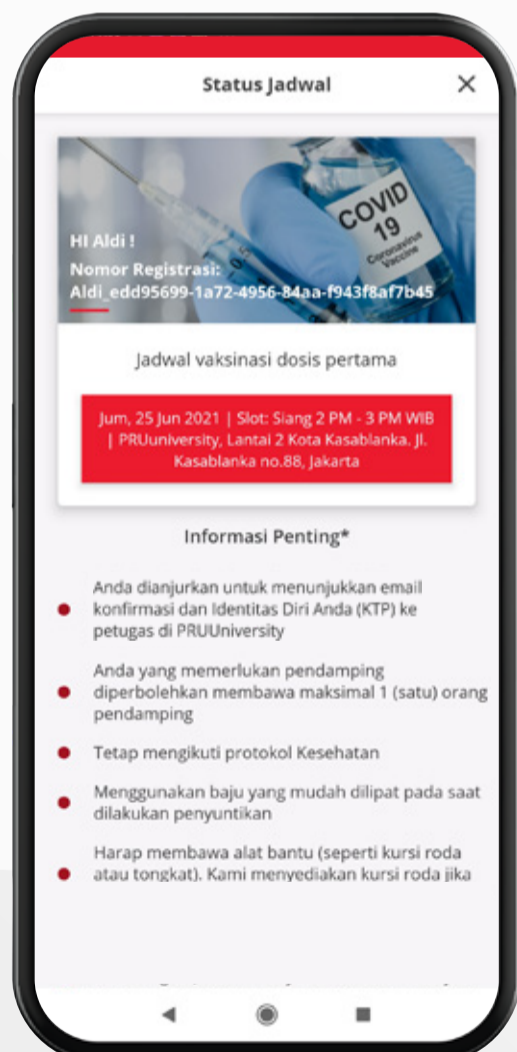 Status Jadwal
COVID
19
Coronavirus
Vaccine
HI Aldi !
Nomor Registrasi:
Aldi_edd95699-1a72-4956-84aa-f943f8af7b45
Jadwal vaksinasi dosis pertama
Jum, 25 Jun 2021 | Slot: Siang 2 PM - 3 PM WIB
| PRUuniversity, Lantai 2 Kota Kasablanka. Jl.
Kasablanka no.88, Jakarta
Informasi Penting*
Anda dianjurkan untuk menunjukkan email
konfirmasi dan Identitas Diri Anda (KTP) ke
petugas di PRUUniversity
Anda yang memerlukan pendamping
diperbolehkan membawa maksimal 1 (satu) orang
pendamping
Tetap mengikuti protokol Kesehatan
Menggunakan baju yang mudah dilipat pada saat
dilakukan penyuntikan
Harap membawa alat bantu (seperti kursi roda
atau tongkat). Kami menyediakan kursi roda jika